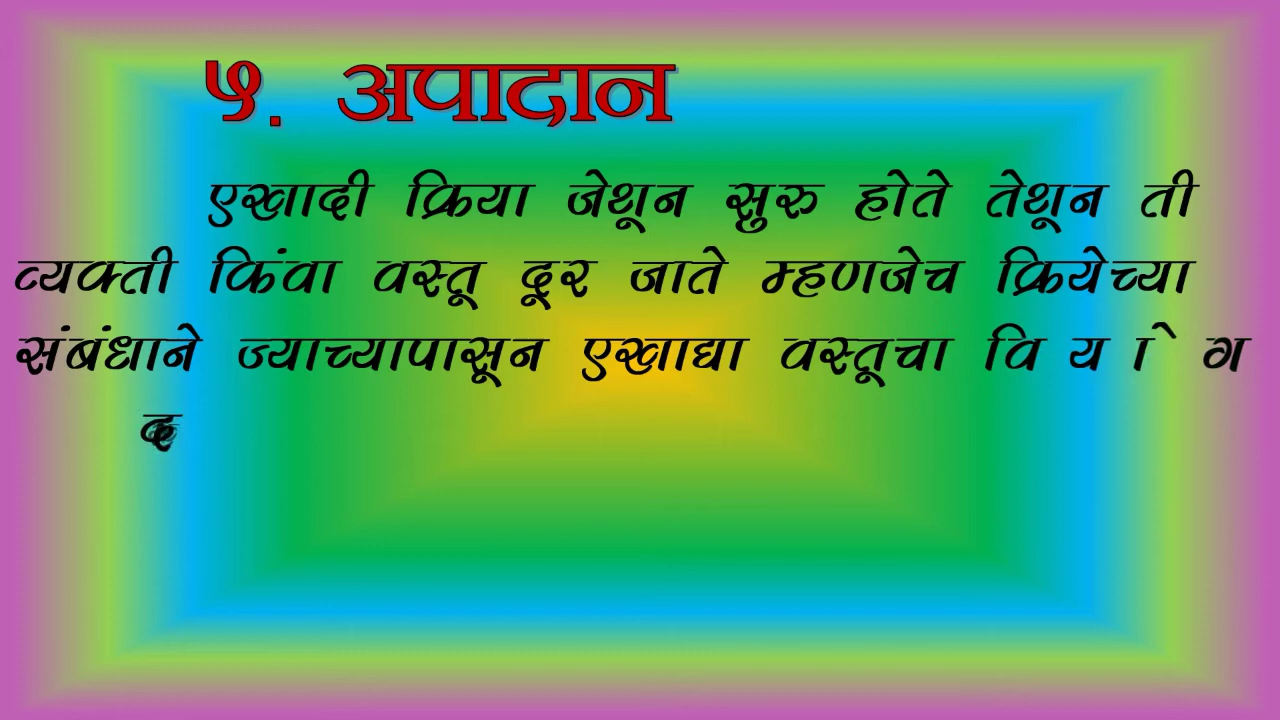 ५. अपादान
एखादी क्रिया जेथून सुरु होते तेथून ती
व्यक्ती किंवा वस्तू दूर जाते म्हणजेच क्रियेच्या
संबंधाने ज्याच्यापासून एखाद्या वस्तूचा वियोग